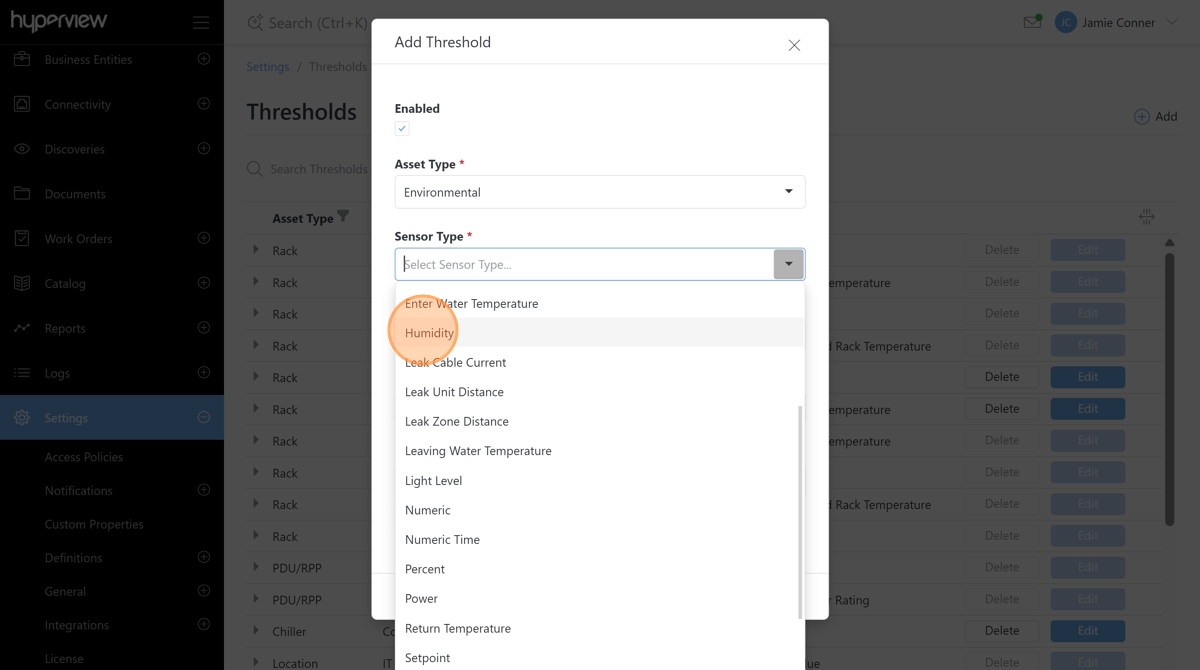 hyperview
Search (Ctrl+K)
Jamie Conner
JC
Business Entities
Connectivity
Discoveries
Documents
Work Orders
Catalog
Reports
Logs
Settings
Access Policies
Notifications
Custom Properties
Definitions
General
Integrations
License
Settings / Thresholds
Thresholds
Add
Search Thresholds
Asset Type
Rack Delete Edit
Rack Delete Edit
Rack Delete Edit
Rack d Rack Temperature Delete Edit
Rack Delete Edit
Rack emperature Delete Edit
Rack emperature Delete Edit
Rack Delete Edit
Rack d Rack Temperature Delete Edit
Rack Delete Edit
PDU/RPP Delete Edit
PDU/RPP r Rating Delete Edit
Chiller Co Delete Edit
Location IT lue Delete Edit
Add Threshold
Enabled
Asset Type *
Environmental
Sensor Type *
Select Sensor Type...
Enter Water Temperature
Humidity
Leak Cable Current
Leak Unit Distance
Leak Zone Distance
Leaving Water Temperature
Light Level
Numeric
Numeric Time
Percent
Power
Return Temperature
Setpoint